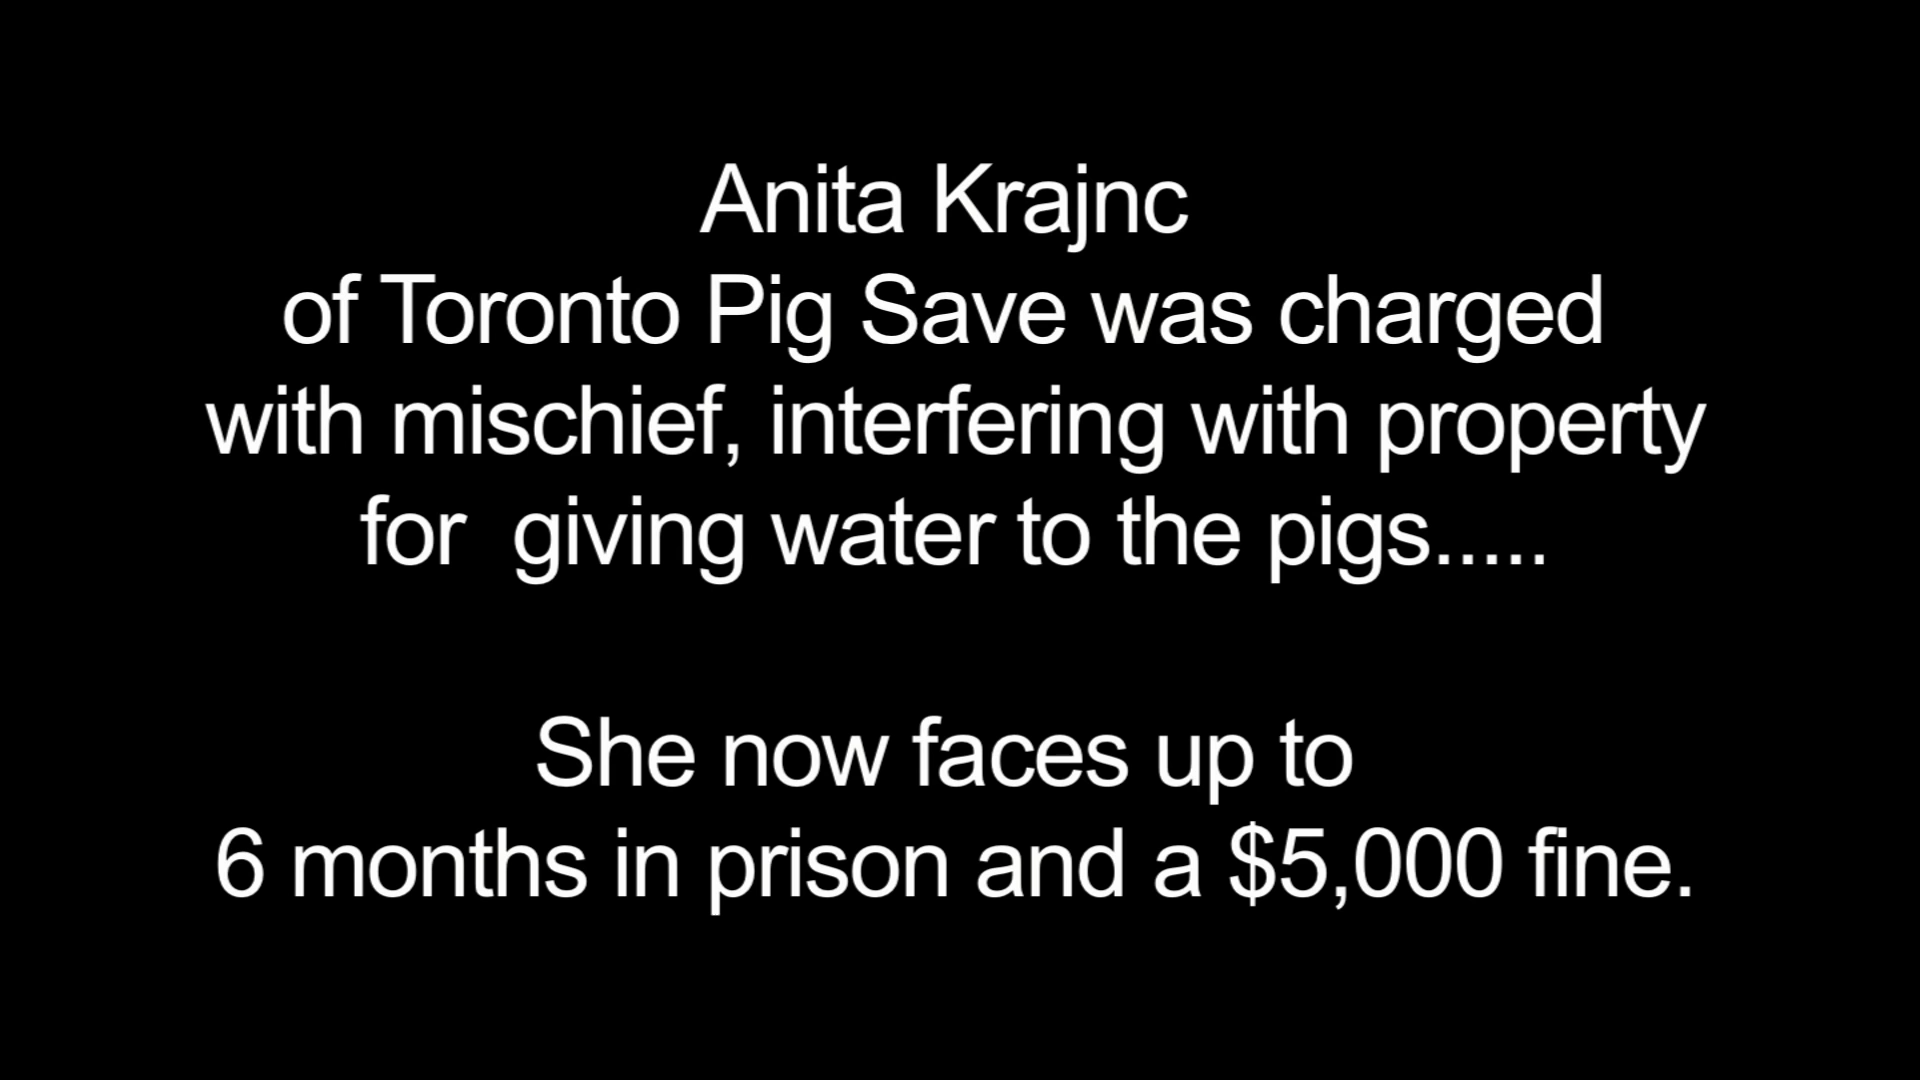 Anita Krajnc
of Toronto Pig Save was charged
with mischief, interfering with property
for  giving water to the pigs.....
She now faces up to
6 months in prison and a $5,000 fine.